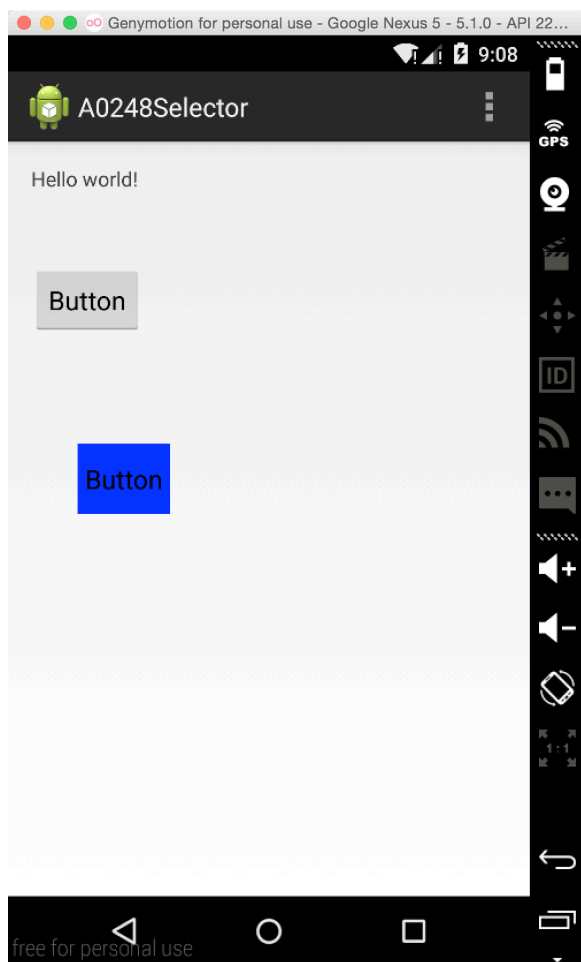 Genymotion for personal use - Google Nexus 5 - 5.1.0 - API 22...
9:08
A0248Selector
GPS
Hello world!
Button
ID
Button
1:1
free for personal use